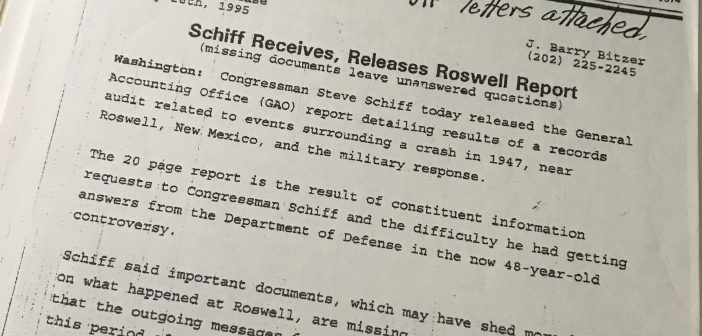 1995
letters attached.
J. Barry Bitzer
(202) 225-2245
Schiff Receives, Releases Roswell Report
(missing documents leave unanswered questions)
Washington: Congressman Steve Schiff today released the General
Accounting Office (GAO) report detailing results of a records
audit related to events surrounding a crash in 1947, near
Roswell, New Mexico, and the military response.
The 20 page report is the result of constituent information
requests to Congressman Schiff and the difficulty he had getting
answers from the Department of Defense in the now 48-year-old
controversy.
Schiff said important documents, which may have shed
on what happened at Roswell, are missing
that the outgoing messages
this period